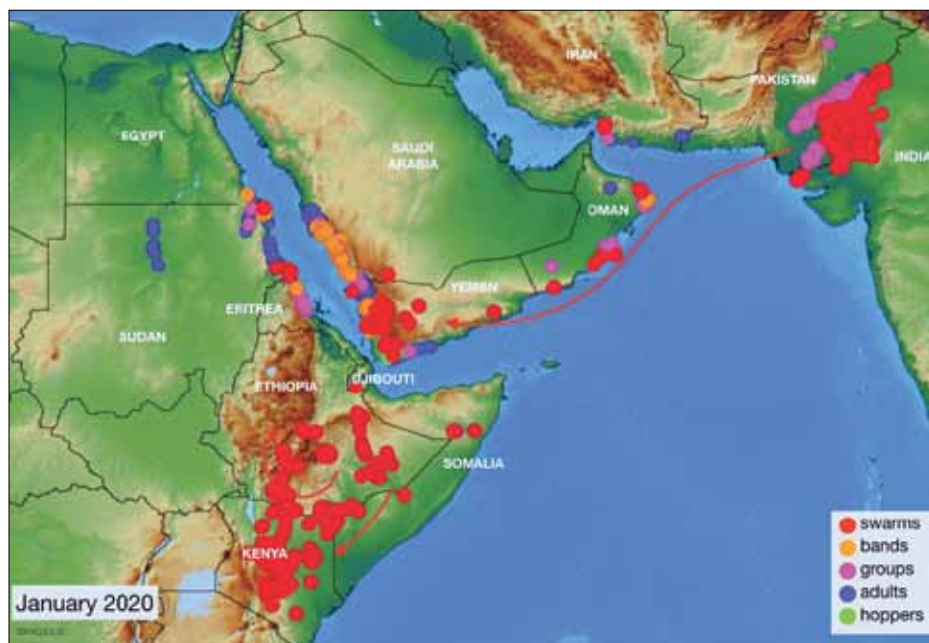 IRAN
PAKISTAN
EGYPT
SAUDI
ARABIA
INDIA
OMAN
YEMEN
ERITREA
SUDAN
DJIBOUTI
ETHIOPIA
SOMALIA
KENYA
swarms
bands
groups
adults
hoppers
January 2020